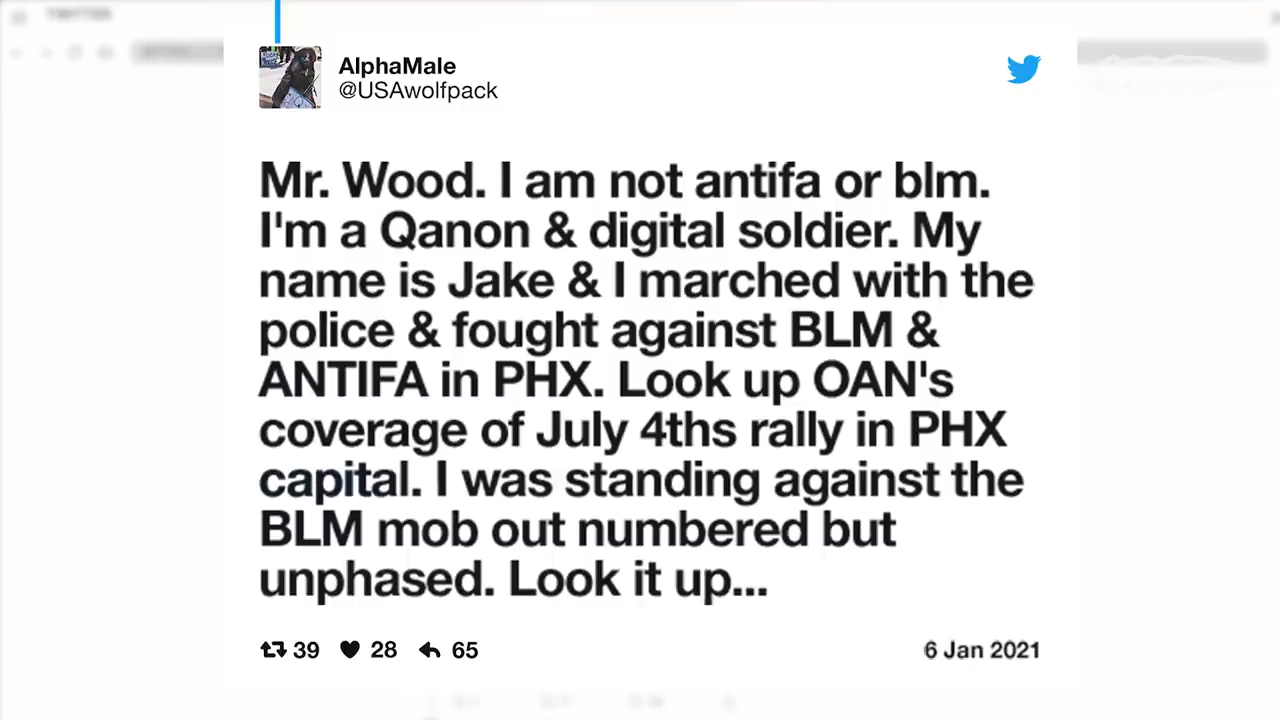 TWITTER
AlphaMale
@USAwolfpack
Mr. Wood. I am not antifa or blm.
I'm a Qanon & digital soldier. My
name is Jake & I marched with the
police & fought against BLM &
ANTIFA in PHX. Look up OAN's
coverage of July 4ths rally in PHX
capital. I was standing against the
BLM mob out numbered but
unphased. Look it up...
39 28 65
6 Jan 2021